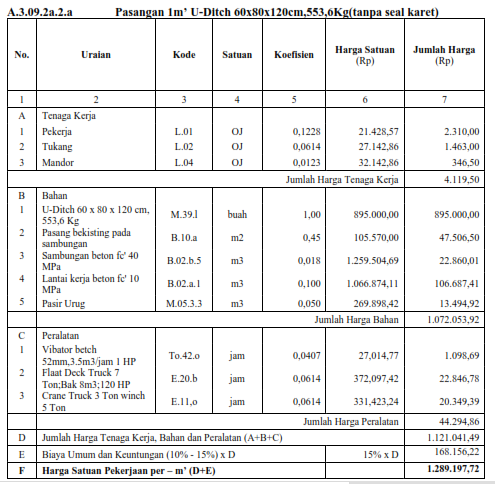 A.3.09.2a.2.a Pasangan 1m' U-Ditch 60x80x120cm,553,6Kg(tanpa seal karet)
No. Uraian Kode Satuan Koefisien Harga Satuan (Rp) Jumlah Harga (Rp)
1 2 3 4 5 6 7
A Tenaga Kerja
1 Pekerja L.01 OJ 0,1228 21.428,57 2.310,00
2 Tukang L.02 OJ 0,0614 27.142,86 1.463,00
3 Mandor L.04 OJ 0,0123 32.142,86 346,50
Jumlah Harga Tenaga Kerja 4.119,50
B Bahan
1 U-Ditch 60 x 80 x 120 cm, 553,6 Kg M.39.l buah 1,00 895.000,00 895.000,00
2 Pasang bekisting pada sambungan B.10.a m2 0,45 105.570,00 47.506,50
3 Sambungan beton fc' 40 MPa B.02.b.5 m3 0,018 1.259.504,69 22.860,01
4 Lantai kerja beton fc' 10 MPa B.02.a.1 m3 0,100 1.066.874,11 106.687,41
5 Pasir Urug M.05.3.3 m3 0,050 269.898,42 13.494,92
Jumlah Harga Bahan 1.072.053,92
C Peralatan
1 Vibator betch 52mm,3.5m3/jam 1 HP To.42.o jam 0,0407 27,014,77 1.098,69
2 Flaat Deck Truck 7 Ton;Bak 8m3;120 HP E.20.b jam 0,0614 372,097,42 22.846,78
3 Crane Truck 3 Ton winch 5 Ton E.11,o jam 0,0614 331,423,24 20.349,39
Jumlah Harga Peralatan 44.294,86
D Jumlah Harga Tenaga Kerja, Bahan dan Peralatan (A+B+C) 1.121.041,49
E Biaya Umum dan Keuntungan (10% - 15%) x D 15% x D 168.156,22
F Harga Satuan Pekerjaan per – m' (D+E) 1.289.197,72